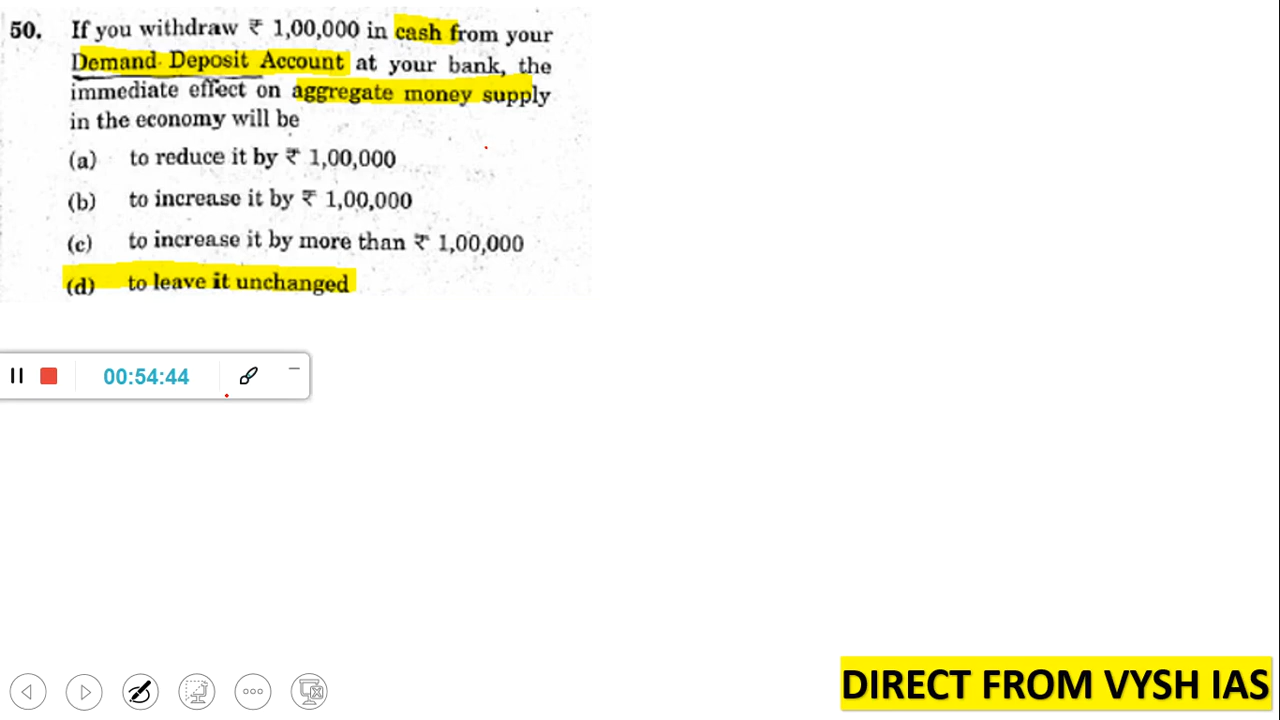 50. If you withdraw ₹ 1,00,000 in cash from your
Demand Deposit Account at your bank, the
immediate effect on aggregate money supply
in the economy will be
(a) to reduce it by ₹ 1,00,000
(b) to increase it by ₹ 1,00,000
(c) to increase it by more than ₹ 1,00,000
(d) to leave it unchanged
00:54:44
DIRECT FROM VYSH IAS